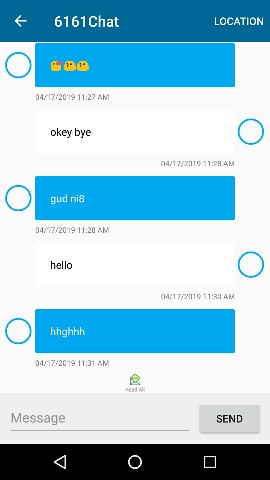 6161Chat
LOCATION
04/17/2019 11:27 AM
okey bye
04/17/2019 11:28 AM
gud ni8
04/17/2019 11:28 AM
hello
04/17/2019 11:30 AM
hhghhh
04/17/2019 11:31 AM
Read All
Message
SEND